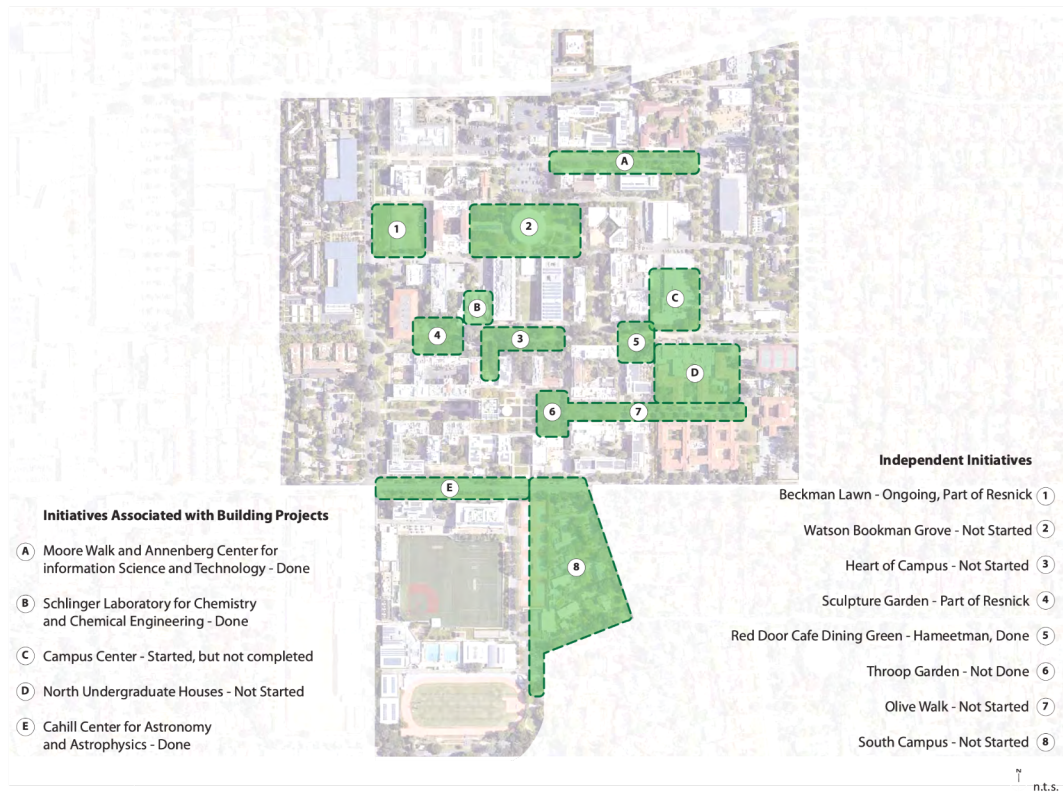 A
1
2
B
C
4
3
5
D
6
7
E
8
Initiatives Associated with Building Projects
A Moore Walk and Annenberg Center for
information Science and Technology - Done
B Schlinger Laboratory for Chemistry
and Chemical Engineering - Done
C Campus Center - Started, but not completed
D North Undergraduate Houses - Not Started
E Cahill Center for Astronomy
and Astrophysics - Done
Independent Initiatives
Beckman Lawn - Ongoing, Part of Resnick 1
Watson Bookman Grove - Not Started 2
Heart of Campus - Not Started 3
Sculpture Garden - Part of Resnick 4
Red Door Cafe Dining Green - Hameetman, Done 5
Throop Garden - Not Done 6
Olive Walk - Not Started 7
South Campus - Not Started 8
N
n.t.s.